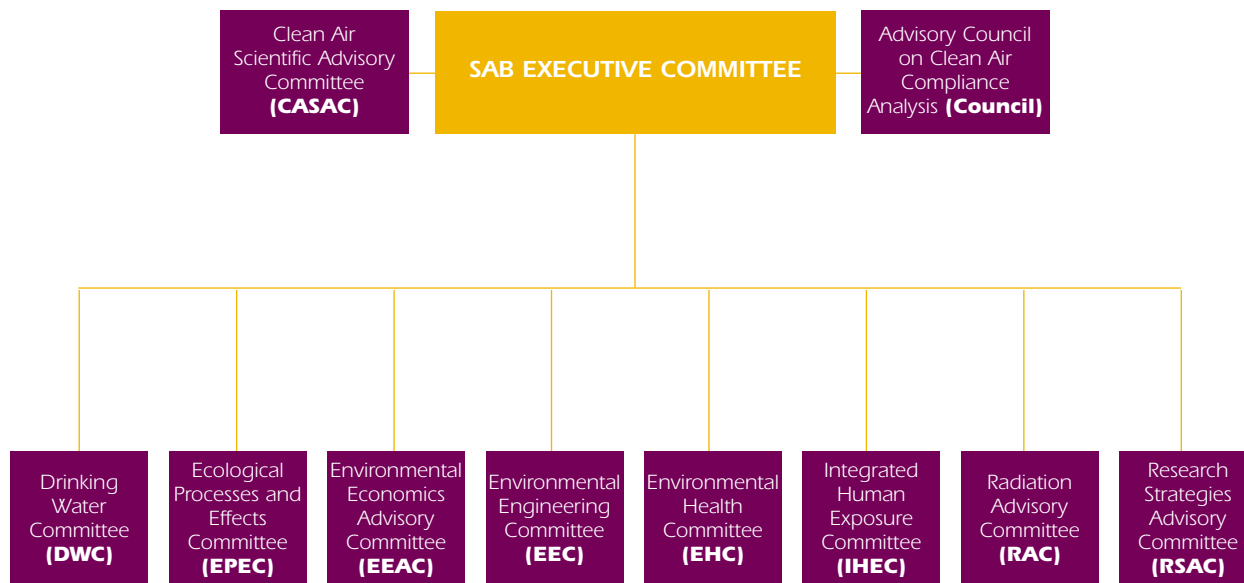 Clean Air
Scientific Advisory
Committee
(CASAC)
SAB EXECUTIVE COMMITTEE
Advisory Council
on Clean Air
Compliance
Analysis (Council)
Drinking
Water
Committee
(DWC)
Ecological
Processes and
Effects
Committee
(EPEC)
Environmental
Economics
Advisory
Committee
(EEAC)
Environmental
Engineering
Committee
(EEC)
Environmental
Health
Committee
(EHC)
Integrated
Human
Exposure
Committee
(IHEC)
Radiation
Advisory
Committee
(RAC)
Research
Strategies
Advisory
Committee
(RSAC)